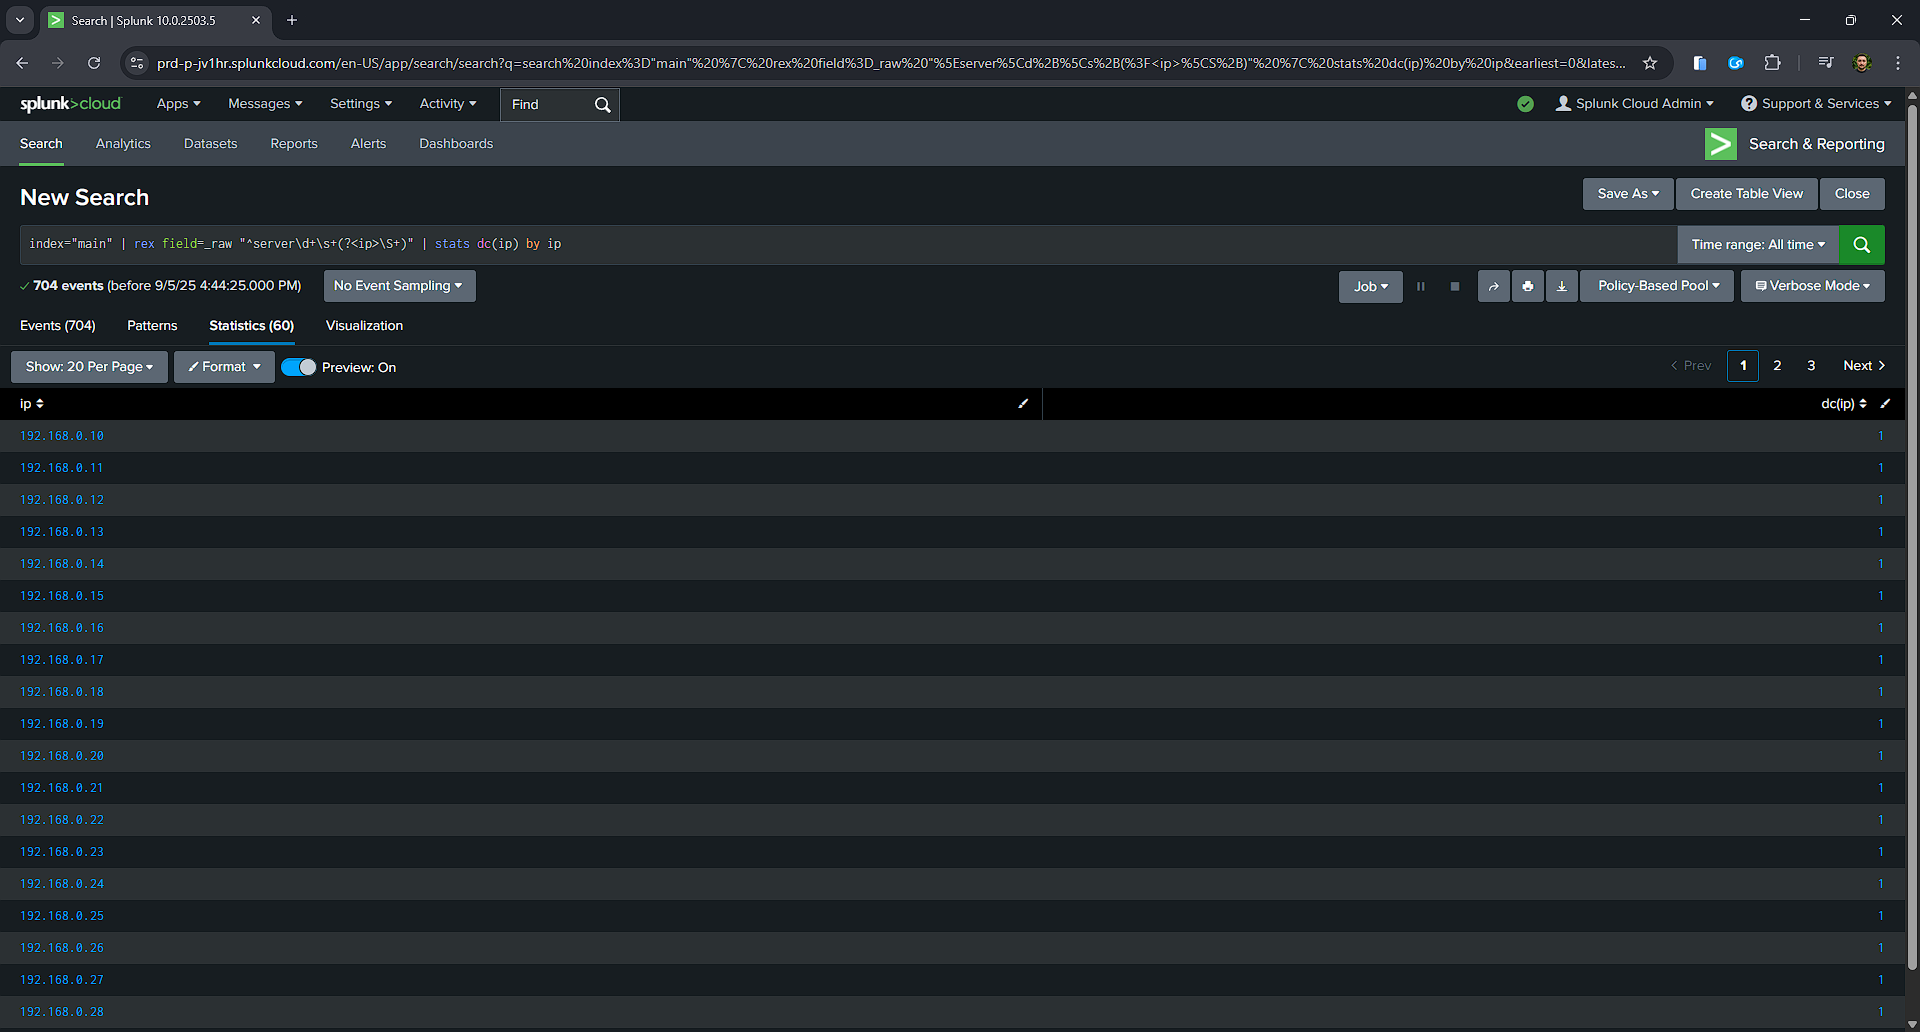 Search | Splunk 10.0.2503.5
prd-p-jv1hr.splunkcloud.com/en-US/app/search/search?q=search%20index%3D"main"%20%7C%20rex%20field%3D_raw%20"%5Eserver%5Cd%2B%5Cs%2B(%3F<ip>%5CS%2B)"%20%7C%20stats%20dc(ip)%20by%20ip&earliest=0&lates...
splunk>cloud Apps Messages Settings Activity Find Splunk Cloud Admin ? Support & Services
Search Analytics Datasets Reports Alerts Dashboards > Search & Reporting
New Search Save As Create Table View Close
index="main" | rex field=_raw "^server\d+\s+(?<ip>\S+)" | stats dc(ip) by ip Time range: All time
704 events (before 9/5/25 4:44:25.000 PM) No Event Sampling Job Policy-Based Pool Verbose Mode
Events (704) Patterns Statistics (60) Visualization
Show: 20 Per Page Format Preview: On < Prev 1 2 3 Next >
ip dc(ip)
192.168.0.10 1
192.168.0.11 1
192.168.0.12 1
192.168.0.13 1
192.168.0.14 1
192.168.0.15 1
192.168.0.16 1
192.168.0.17 1
192.168.0.18 1
192.168.0.19 1
192.168.0.20 1
192.168.0.21 1
192.168.0.22 1
192.168.0.23 1
192.168.0.24 1
192.168.0.25 1
192.168.0.26 1
192.168.0.27 1
192.168.0.28 1